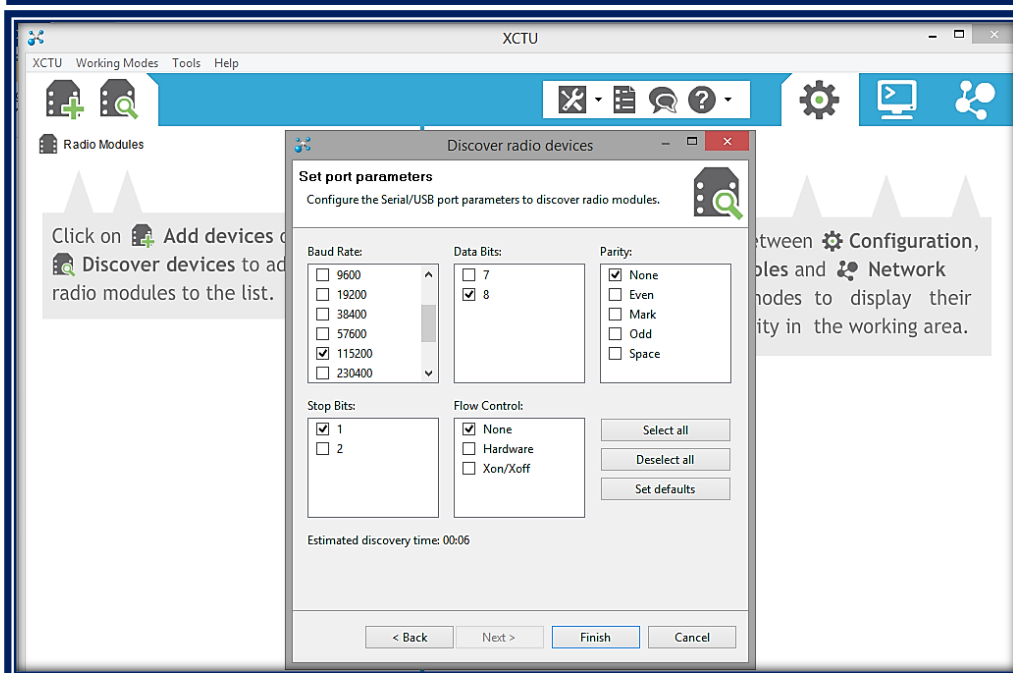 XCTU
XCTU Working Modes Tools Help
Radio Modules
Click on Add devices
Discover devices to ad
radio modules to the list.
Discover radio devices
Set port parameters
Configure the Serial/USB port parameters to discover radio modules.
Baud Rate:
9600
19200
38400
57600
115200
230400
Data Bits:
7
8
Parity:
None
Even
Mark
Odd
Space
Stop Bits:
1
2
Flow Control:
None
Hardware
Xon/Xoff
Select all
Deselect all
Set defaults
Estimated discovery time: 00:06
< Back Next > Finish Cancel
etween Configuration,
oles and Network
nodes to display their
ity in the working area.